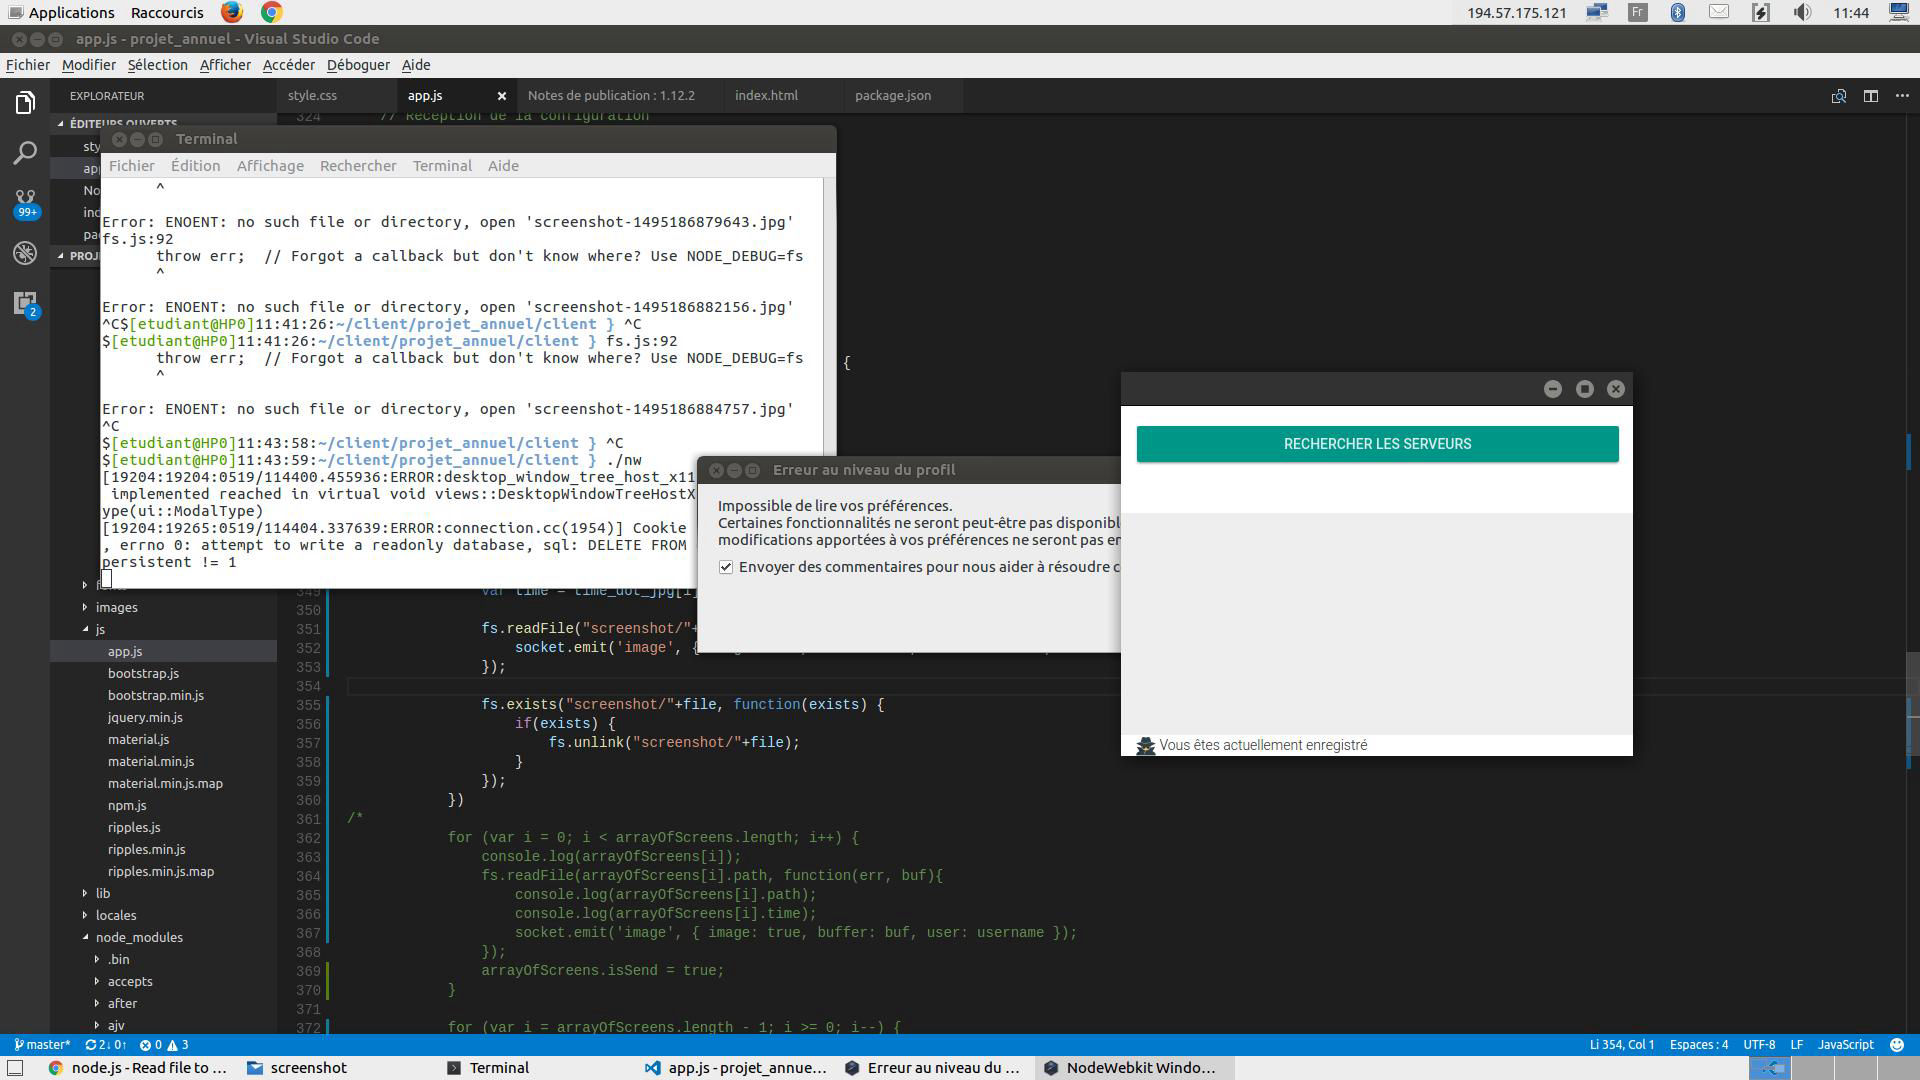 Applications Raccourcis 194.57.175.121 Fr 11:44
app.js - projet_annuel - Visual Studio Code
Fichier Modifier Sélection Afficher Accéder Déboguer Aide
EXPLORATEUR style.css app.js Notes de publication : 1.12.2 index.html package.json
ÉDITEURS OUVERTS
324 // Réception de la configuration
sty
app
No
ind
pa
PROJ
99+
2
Terminal
Fichier Édition Affichage Rechercher Terminal Aide
^
Error: ENOENT: no such file or directory, open 'screenshot-1495186879643.jpg'
fs.js:92
throw err;  // Forgot a callback but don't know where? Use NODE_DEBUG=fs
^
Error: ENOENT: no such file or directory, open 'screenshot-1495186882156.jpg'
^C$[etudiant@HP0]11:41:26:~/client/projet_annuel/client } ^C
$[etudiant@HP0]11:41:26:~/client/projet_annuel/client } fs.js:92
throw err;  // Forgot a callback but don't know where? Use NODE_DEBUG=fs
^
Error: ENOENT: no such file or directory, open 'screenshot-1495186884757.jpg'
^C
$[etudiant@HP0]11:43:58:~/client/projet_annuel/client } ^C
$[etudiant@HP0]11:43:59:~/client/projet_annuel/client } ./nw
[19204:19204:0519/114400.455936:ERROR:desktop_window_tree_host_x11
implemented reached in virtual void views::DesktopWindowTreeHostX
ype(ui::ModalType)
[19204:19265:0519/114404.337639:ERROR:connection.cc(1954)] Cookie
, errno 0: attempt to write a readonly database, sql: DELETE FROM
persistent != 1
{
Erreur au niveau du profil
Impossible de lire vos préférences.
Certaines fonctionnalités ne seront peut-être pas disponibl
modifications apportées à vos préférences ne seront pas en
Envoyer des commentaires pour nous aider à résoudre c
RECHERCHER LES SERVEURS
Vous êtes actuellement enregistré
fonts
images
js
app.js
bootstrap.js
bootstrap.min.js
jquery.min.js
material.js
material.min.js
material.min.js.map
npm.js
ripples.js
ripples.min.js
ripples.min.js.map
lib
locales
node_modules
.bin
accepts
after
ajv
349 var time = time_dot_jpg[i]
350
351 fs.readFile("screenshot/"+
352 socket.emit('image', {
353 });
354
355 fs.exists("screenshot/"+file, function(exists) {
356 if(exists) {
357 fs.unlink("screenshot/"+file);
358 }
359 });
360 })
361 /*
362 for (var i = 0; i < arrayOfScreens.length; i++) {
363 console.log(arrayOfScreens[i]);
364 fs.readFile(arrayOfScreens[i].path, function(err, buf){
365 console.log(arrayOfScreens[i].path);
366 console.log(arrayOfScreens[i].time);
367 socket.emit('image', { image: true, buffer: buf, user: username });
368 });
369 arrayOfScreens.isSend = true;
370 }
371
372 for (var i = arrayOfScreens.length - 1; i >= 0; i--) {
master* 2↓ 0↑ 0 3 Li 354, Col 1 Espaces : 4 UTF-8 LF JavaScript
node.js - Read file to ... screenshot Terminal app.js - projet_annue... Erreur au niveau du ... NodeWebkit Windo...